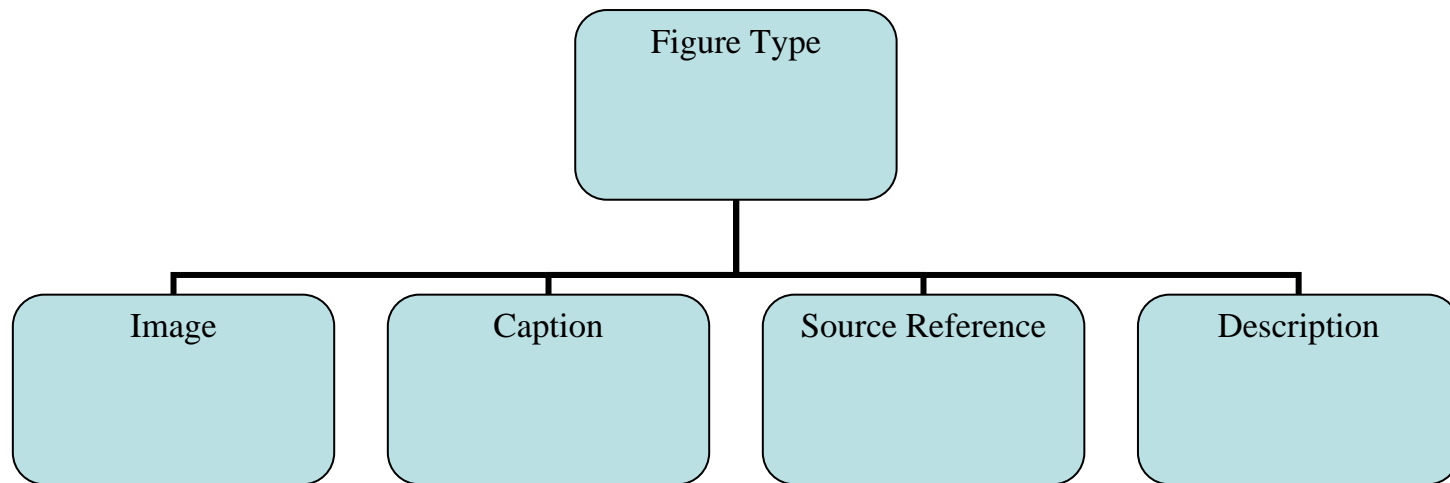 Figure Type
Image
Caption
Source Reference
Description